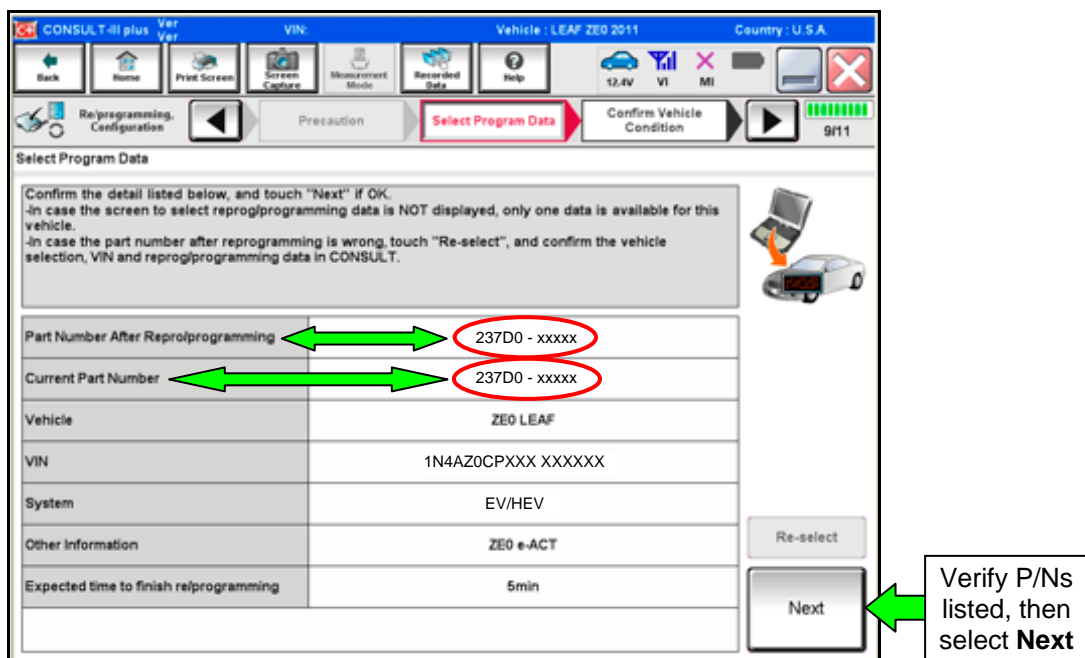 CONSULT-III plus Ver
Ver
VIN:
Vehicle : LEAF ZE0 2011
Country : U.S.A.
Back
Home
Print Screen
Screen
Capture
Measurement
Mode
Recorded
Data
Help
12.4V
VI
MI
Re/programming,
Configuration
Precaution
Select Program Data
Confirm Vehicle
Condition
9/11
Select Program Data
Confirm the detail listed below, and touch "Next" if OK.
-In case the screen to select reprog/programming data is NOT displayed, only one data is available for this
vehicle.
-In case the part number after reprogramming is wrong, touch "Re-select", and confirm the vehicle
selection, VIN and reprog/programming data in CONSULT.
Part Number After Repro/programming
237D0 - xxxxx
Current Part Number
237D0 - xxxxx
Vehicle
ZE0 LEAF
VIN
1N4AZ0CPXXX XXXXXX
System
EV/HEV
Other Information
ZE0 e-ACT
Expected time to finish re/programming
5min
Re-select
Next
Verify P/Ns
listed, then
select Next